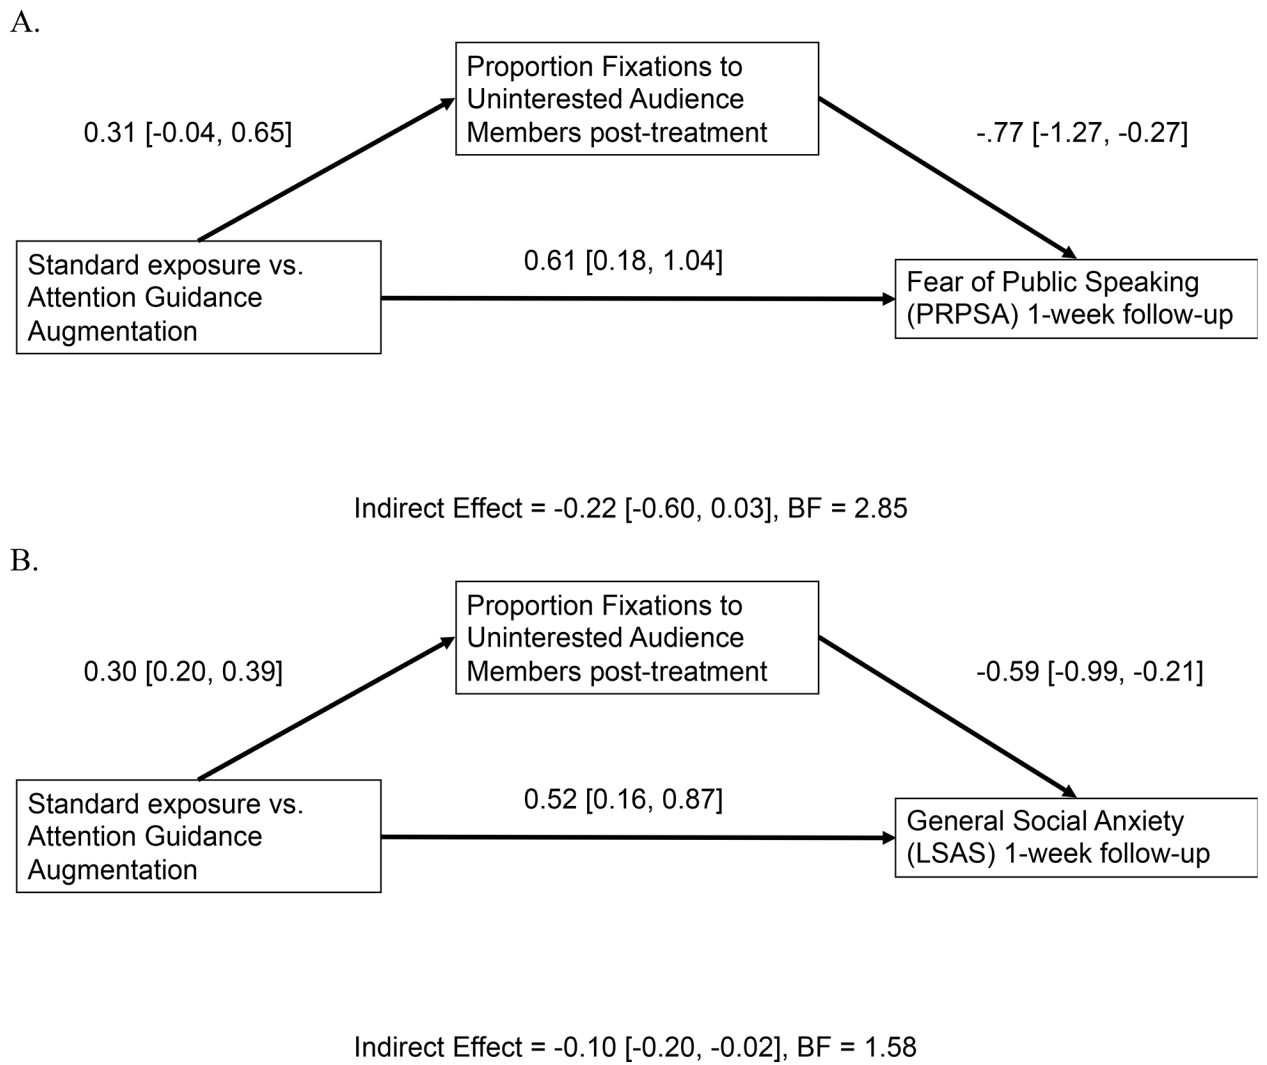 A.
Proportion Fixations to
Uninterested Audience
Members post-treatment
0.31 [-0.04, 0.65]
-.77 [-1.27, -0.27]
Standard exposure vs.
Attention Guidance
Augmentation
0.61 [0.18, 1.04]
Fear of Public Speaking
(PRPSA) 1-week follow-up
Indirect Effect = -0.22 [-0.60, 0.03], BF = 2.85
B.
Proportion Fixations to
Uninterested Audience
Members post-treatment
0.30 [0.20, 0.39]
-0.59 [-0.99, -0.21]
Standard exposure vs.
Attention Guidance
Augmentation
0.52 [0.16, 0.87]
General Social Anxiety
(LSAS) 1-week follow-up
Indirect Effect = -0.10 [-0.20, -0.02], BF = 1.58